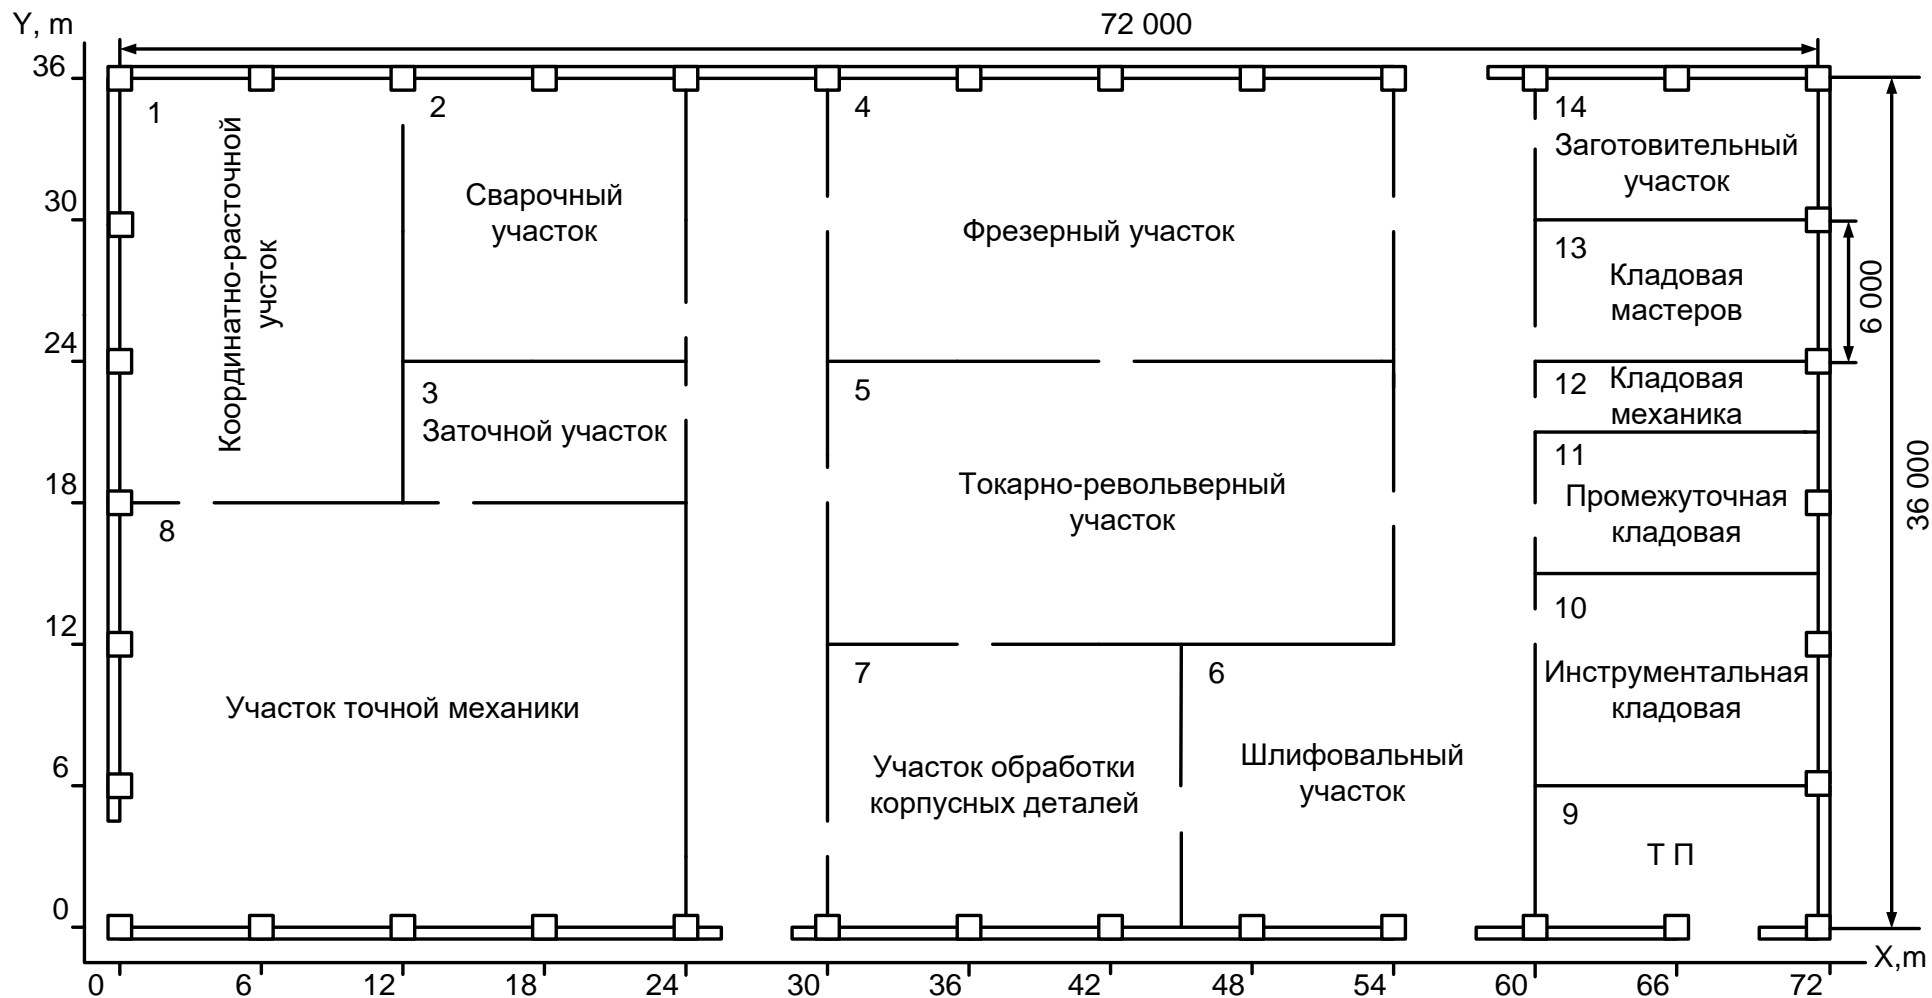 Y, m
72 000
36
30
24
18
12
6
0
1
Координатно-расточной
учсток
2
Сварочный
участок
3
Заточной участок
4
Фрезерный участок
5
Токарно-револьверный
участок
14
Заготовительный
участок
13
Кладовая
мастеров
12
Кладовая
механика
11
Промежуточная
кладовая
10
Инструментальная
кладовая
9
Т П
8
Участок точной механики
7
Участок обработки
корпусных деталей
6
Шлифовальный
участок
6 000
36 000
0
6
12
18
24
30
36
42
48
54
60
66
72
X,m